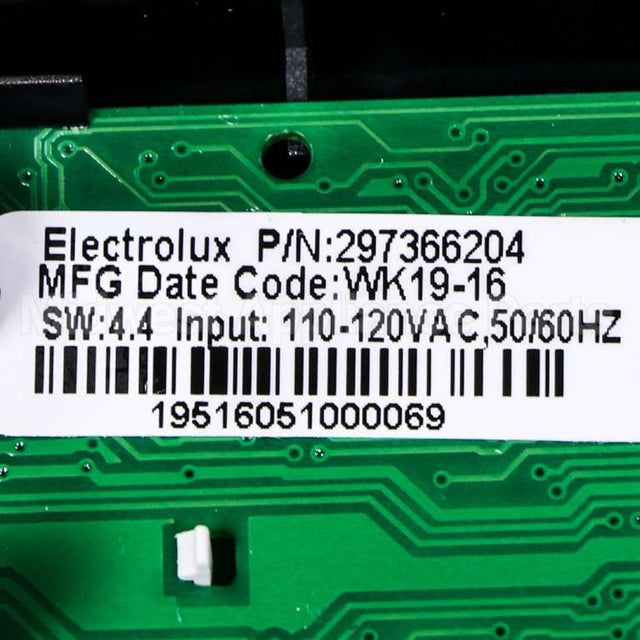 Electrolux P/N:297366204
MFG Date Code:WK19-16
SW:4.4 Input: 110-120VAC,50/60HZ
19516051000069